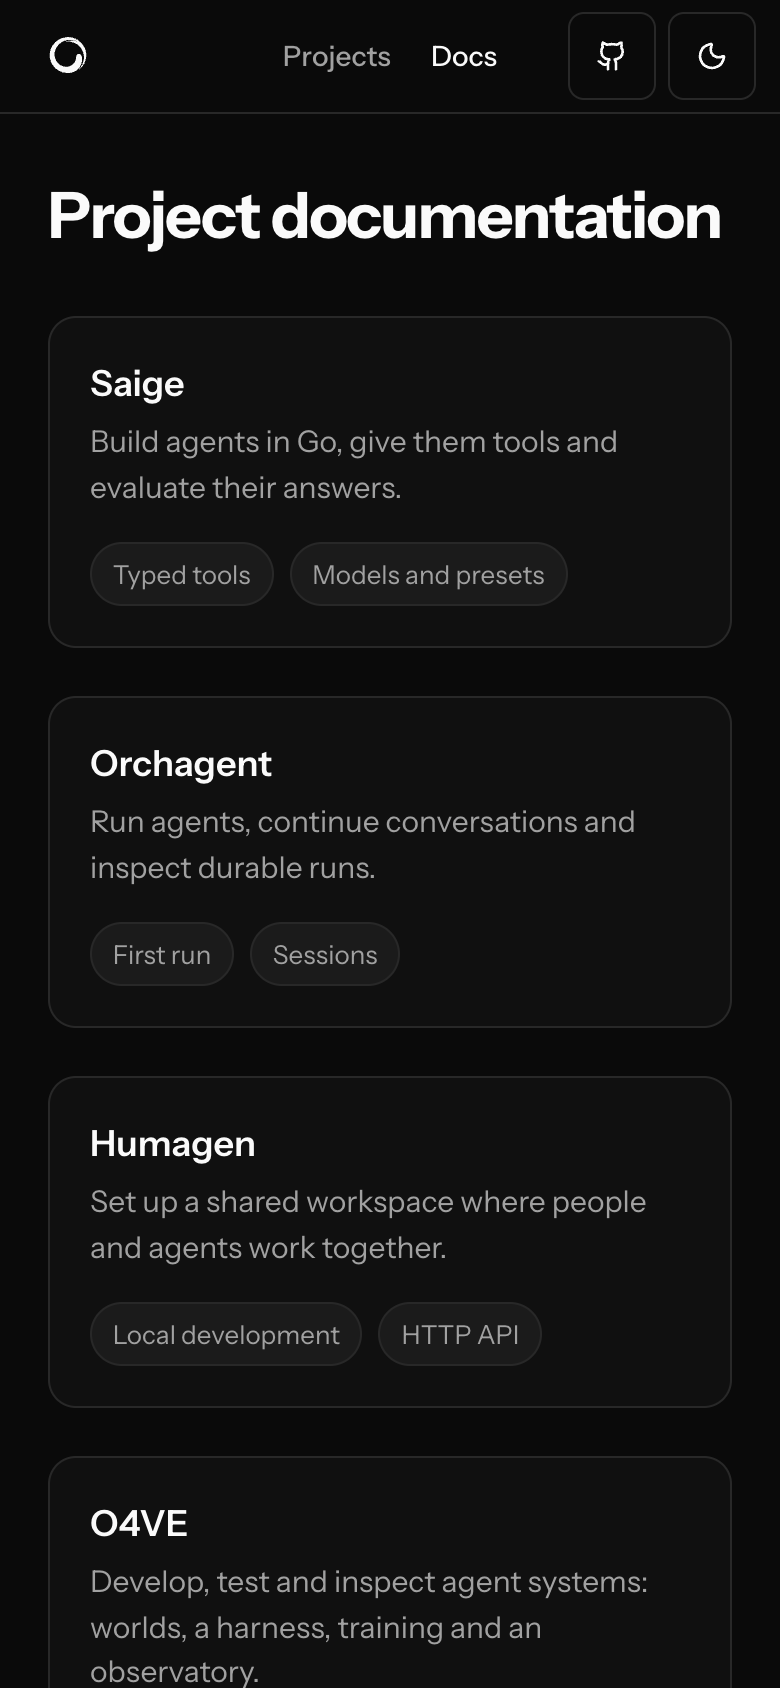 Projects Docs
Project documentation
Saige
Build agents in Go, give them tools and
evaluate their answers.
Typed tools Models and presets
Orchagent
Run agents, continue conversations and
inspect durable runs.
First run Sessions
Humagen
Set up a shared workspace where people
and agents work together.
Local development HTTP API
O4VE
Develop, test and inspect agent systems:
worlds, a harness, training and an
observatory.